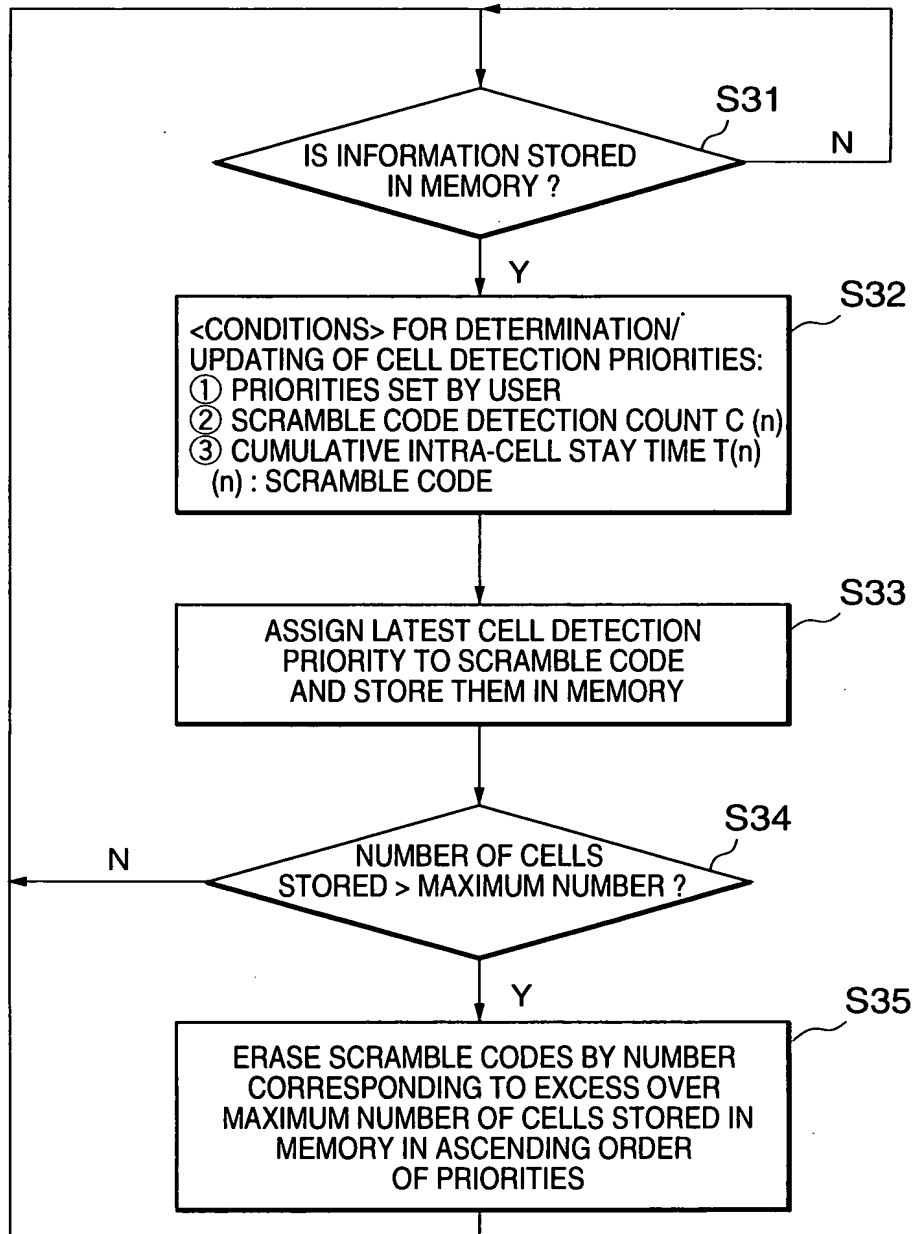 S31
IS INFORMATION STORED
IN MEMORY ?
N
Y
S32
<CONDITIONS> FOR DETERMINATION/
UPDATING OF CELL DETECTION PRIORITIES:
① PRIORITIES SET BY USER
② SCRAMBLE CODE DETECTION COUNT C (n)
③ CUMULATIVE INTRA-CELL STAY TIME T(n)
(n) : SCRAMBLE CODE
S33
ASSIGN LATEST CELL DETECTION
PRIORITY TO SCRAMBLE CODE
AND STORE THEM IN MEMORY
S34
N
NUMBER OF CELLS
STORED > MAXIMUM NUMBER ?
Y
S35
ERASE SCRAMBLE CODES BY NUMBER
CORRESPONDING TO EXCESS OVER
MAXIMUM NUMBER OF CELLS STORED IN
MEMORY IN ASCENDING ORDER
OF PRIORITIES